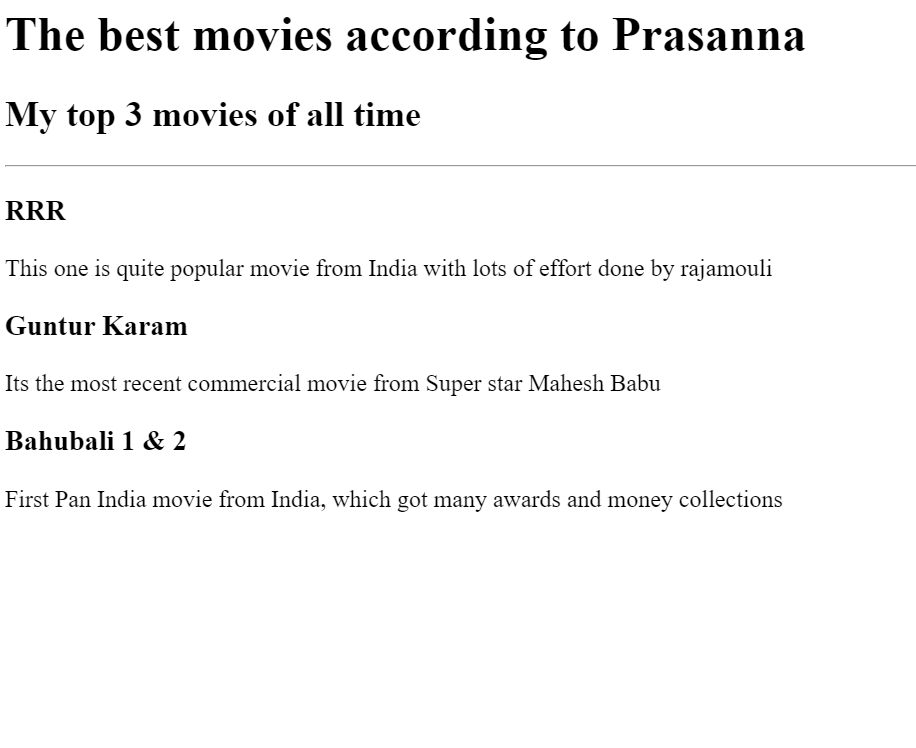 The best movies according to Prasanna
My top 3 movies of all time
RRR
This one is quite popular movie from India with lots of effort done by rajamouli
Guntur Karam
Its the most recent commercial movie from Super star Mahesh Babu
Bahubali 1 & 2
First Pan India movie from India, which got many awards and money collections